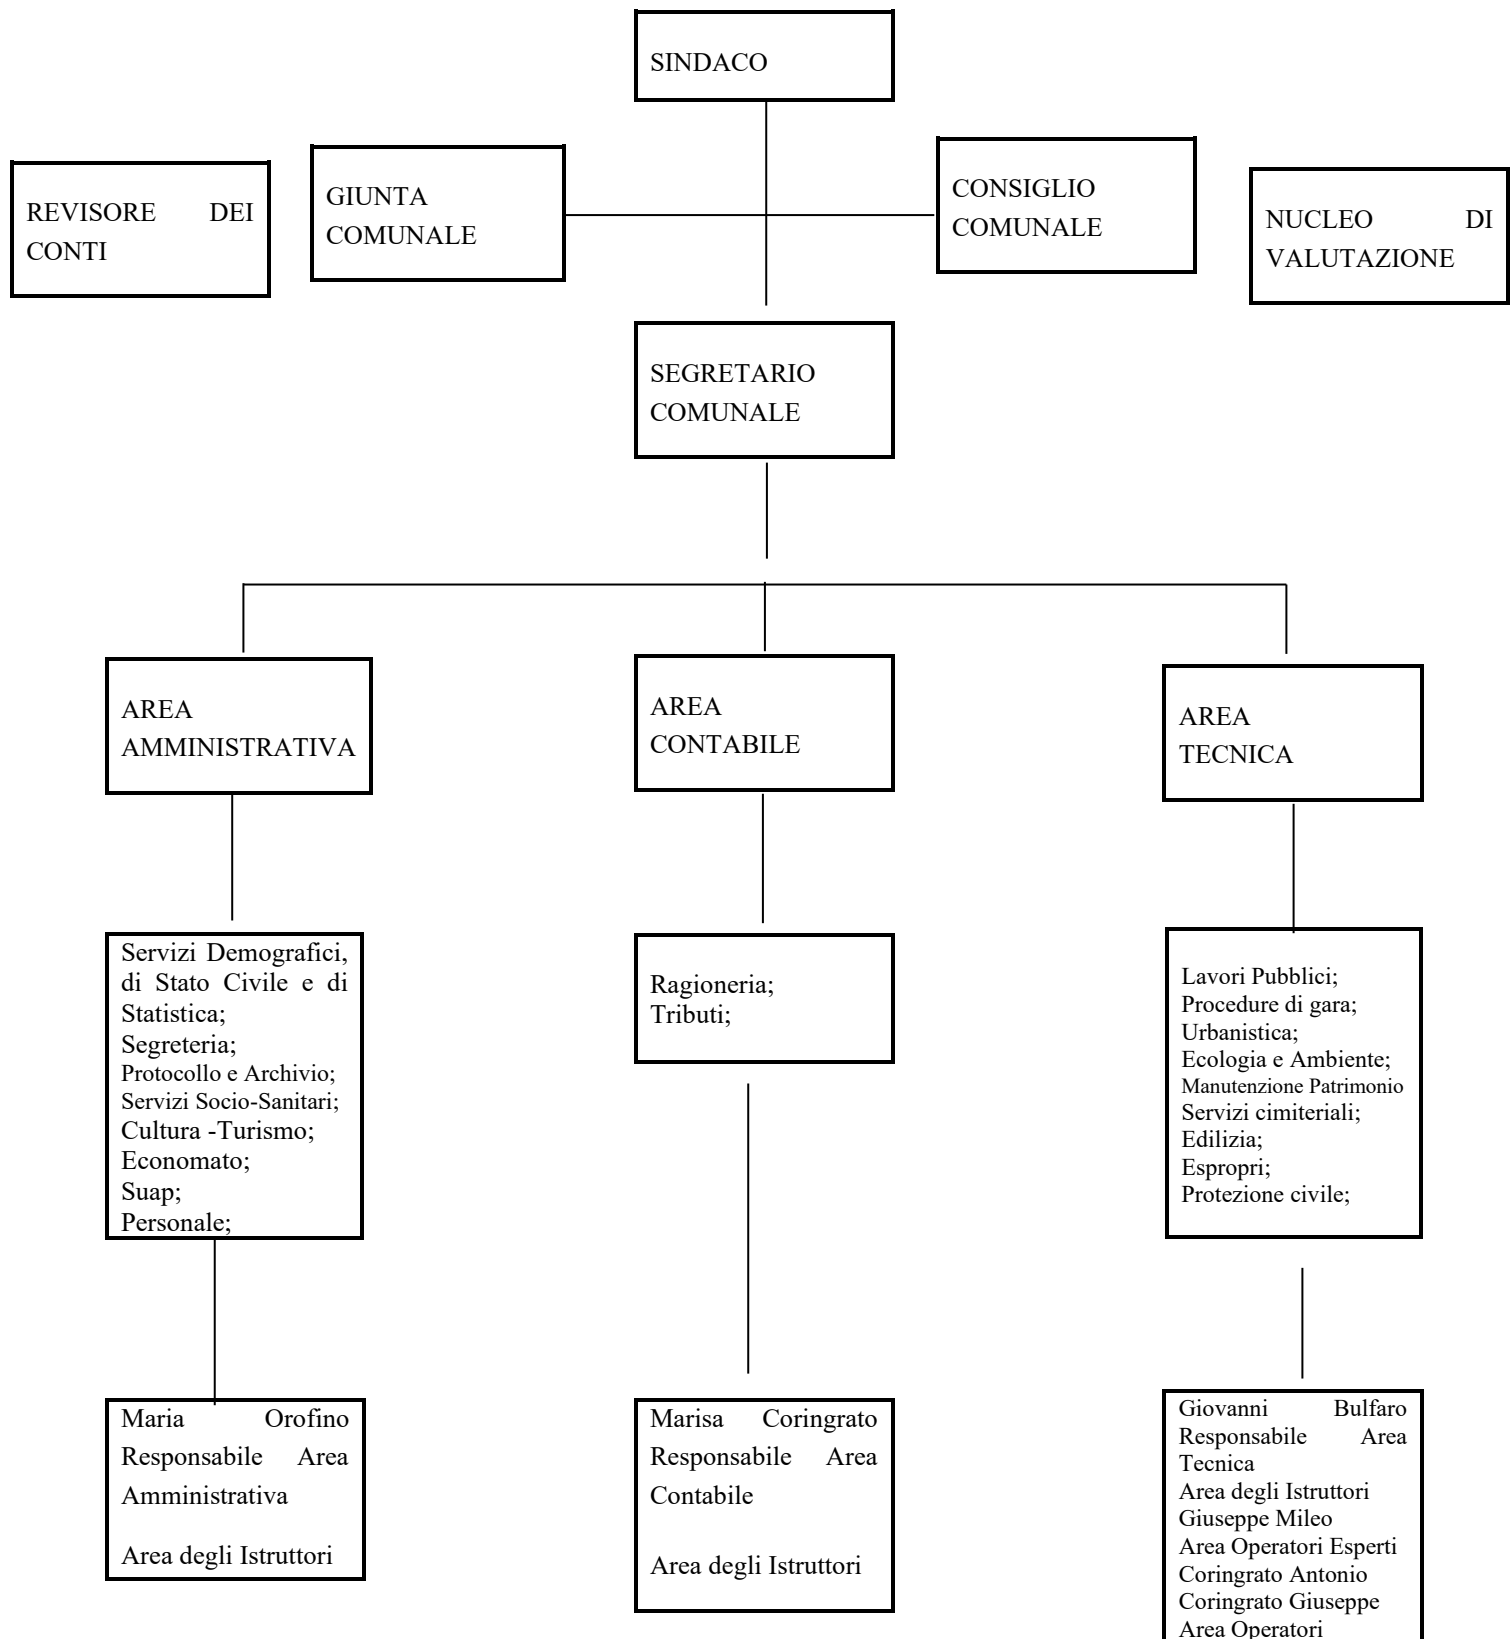 SINDACO
REVISORE DEI
CONTI
GIUNTA
COMUNALE
CONSIGLIO
COMUNALE
NUCLEO DI
VALUTAZIONE
SEGRETARIO
COMUNALE
AREA
AMMINISTRATIVA
AREA
CONTABILE
AREA
TECNICA
Servizi Demografici,
di Stato Civile e di
Statistica;
Segreteria;
Protocollo e Archivio;
Servizi Socio-Sanitari;
Cultura -Turismo;
Economato;
Suap;
Personale;
Ragioneria;
Tributi;
Lavori Pubblici;
Procedure di gara;
Urbanistica;
Ecologia e Ambiente;
Manutenzione Patrimonio
Servizi cimiteriali;
Edilizia;
Espropri;
Protezione civile;
Maria Orofino
Responsabile Area
Amministrativa
Area degli Istruttori
Marisa Coringrato
Responsabile Area
Contabile
Area degli Istruttori
Giovanni Bulfaro
Responsabile Area
Tecnica
Area degli Istruttori
Giuseppe Mileo
Area Operatori Esperti
Coringrato Antonio
Coringrato Giuseppe
Area Operatori